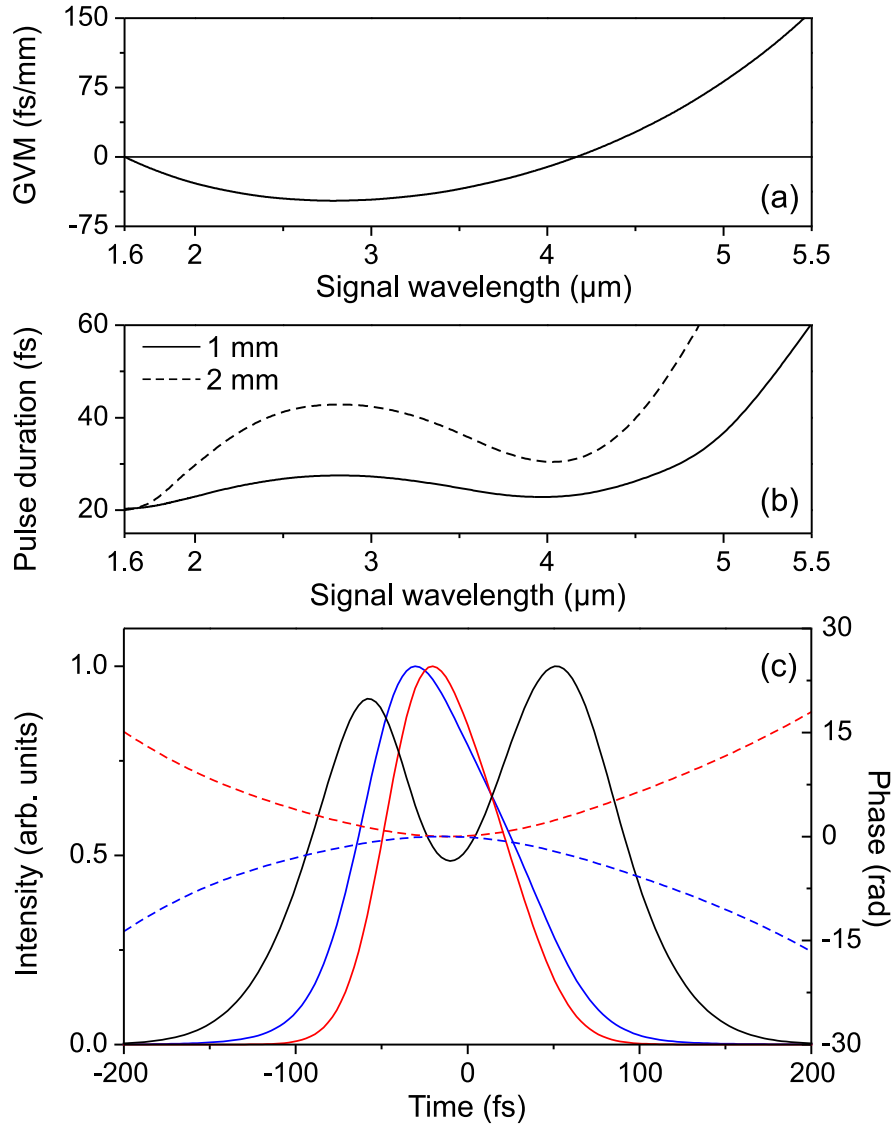 150
75
0
-75
GVM (fs/mm)
(a)
1.6 2 3 4 5 5.5
Signal wavelength (µm)
60
40
20
Pulse duration (fs)
1 mm
2 mm
(b)
1.6 2 3 4 5 5.5
Signal wavelength (µm)
1.0
0.5
0.0
Intensity (arb. units)
(c)
30
15
0
-15
-30
Phase (rad)
-200 -100 0 100 200
Time (fs)